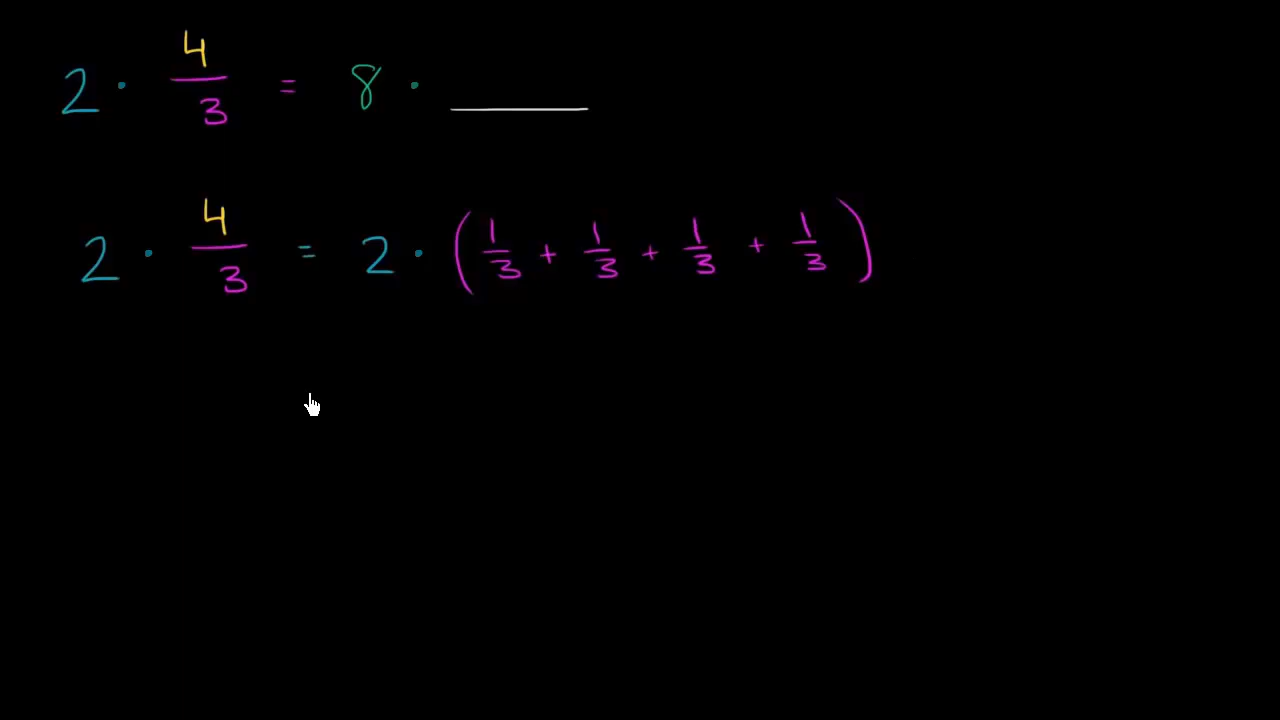 2 · 4/3 = 8 · ____
2 · 4/3 = 2 · (1/3 + 1/3 + 1/3 + 1/3)